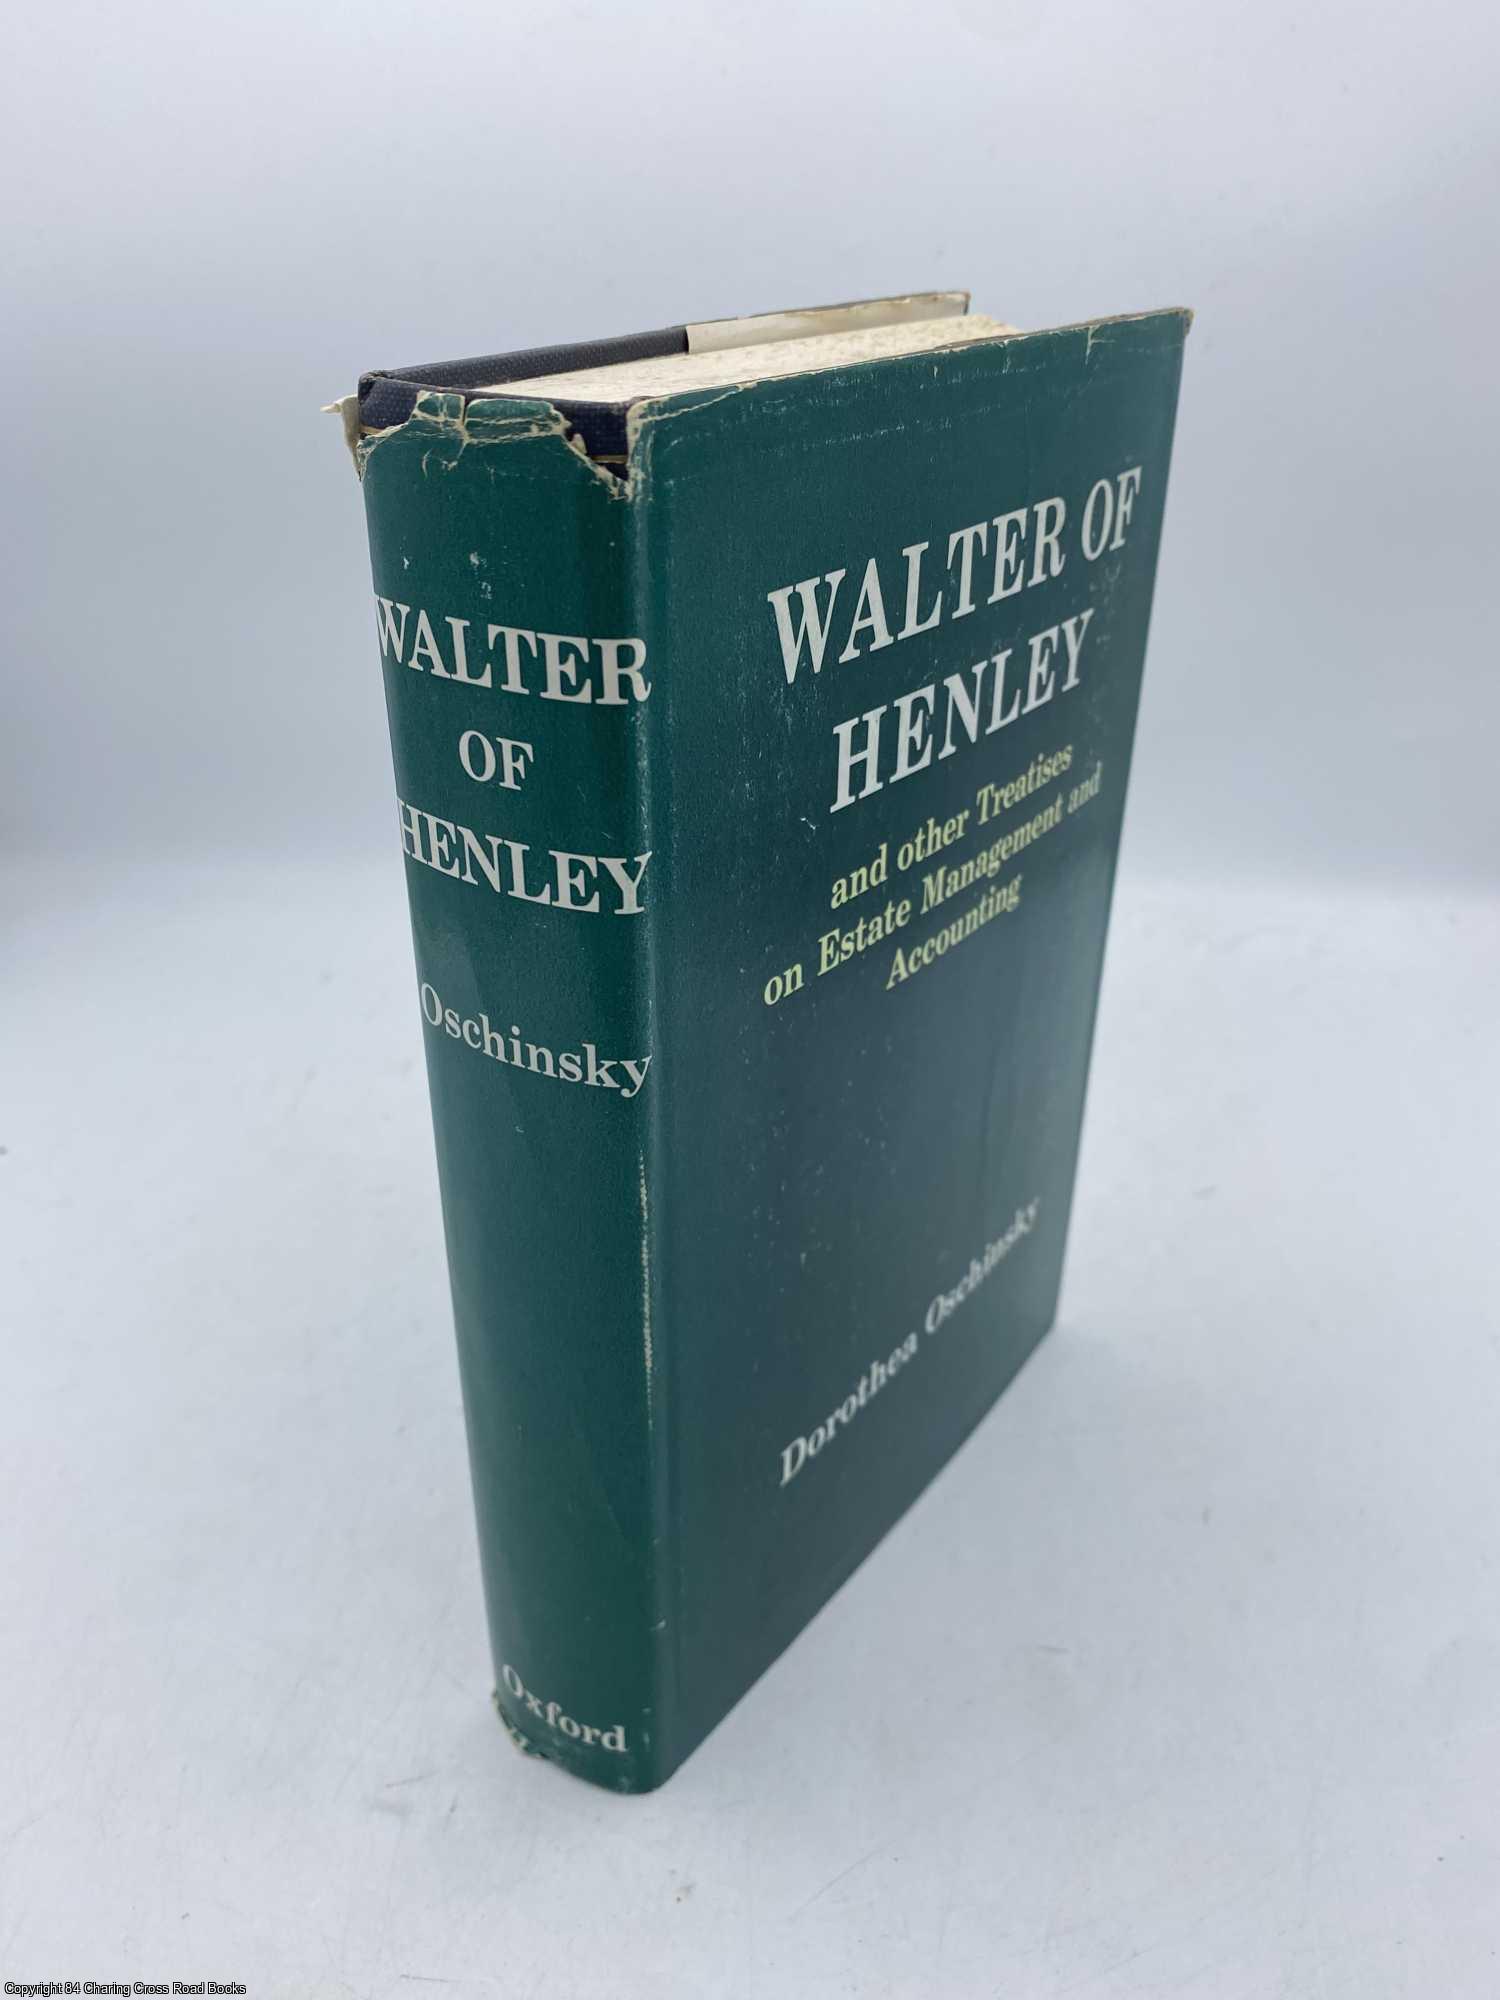 WALTER
OF
HENLEY
Oschinsky
Oxford
WALTER OF
HENLEY
and other Treatises
on Estate Management and
Accounting
Dorothea Oschinsky
Copyright 84 Charing Cross Road Books